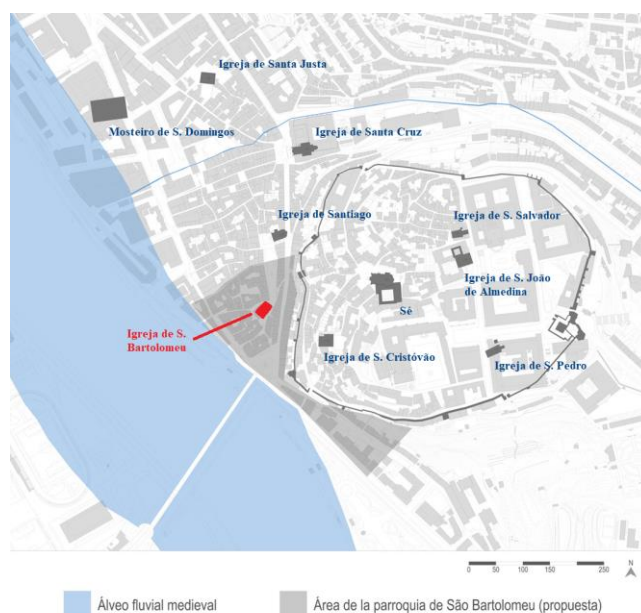 Igreja de Santa Justa
Mosteiro de S. Domingos
Igreja de Santa Cruz
Igreja de Santiago
Igreja de S. Salvador
Igreja de S. João
de Almedina
Sé
Igreja de S.
Bartolomeu
Igreja de S. Cristóvão
Igreja de S. Pedro
0 50 100 150 250
N
Álveo fluvial medieval
Área de la parroquia de São Bartolomeu (propuesta)